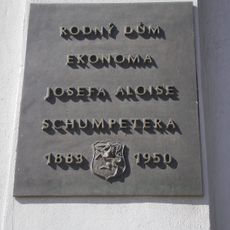 RODNÝ DŮM
EKONOMA
JOSEFA ALOISE
SCHUMPETERA
1883 1950